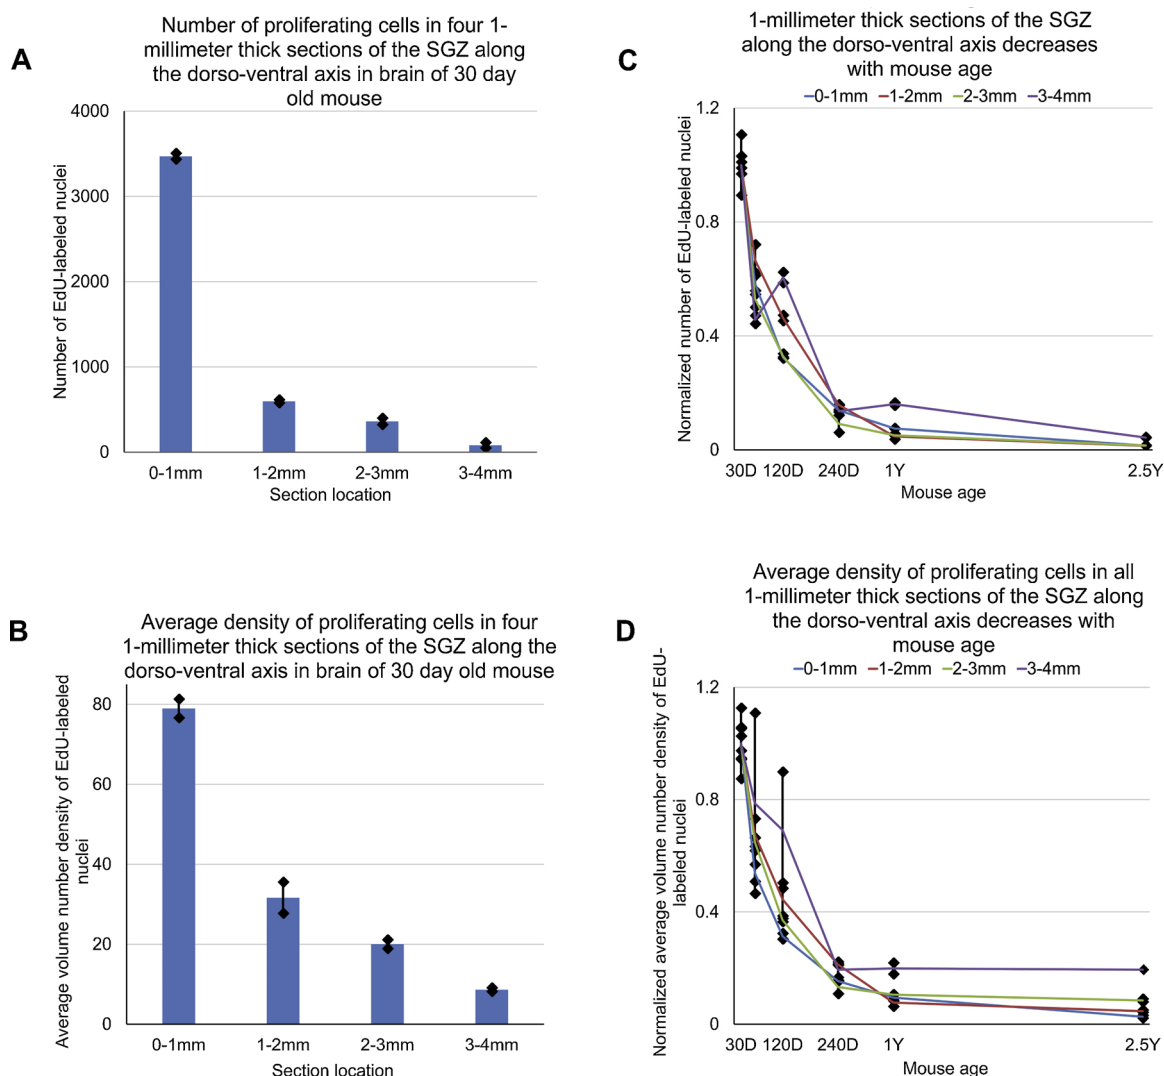 A
Number of proliferating cells in four 1-
millimeter thick sections of the SGZ along
the dorso-ventral axis in brain of 30 day
old mouse
Number of EdU-labeled nuclei
4000
3000
2000
1000
0
0-1mm 1-2mm 2-3mm 3-4mm
Section location
C
1-millimeter thick sections of the SGZ
along the dorso-ventral axis decreases
with mouse age
0-1mm 1-2mm 2-3mm 3-4mm
Normalized number of EdU-labeled nuclei
1.2
0.8
0.4
0
30D 120D 240D 1Y 2.5Y
Mouse age
B
Average density of proliferating cells in four
1-millimeter thick sections of the SGZ along the
dorso-ventral axis in brain of 30 day old mouse
Average volume number density of EdU-labeled
nuclei
80
60
40
20
0
0-1mm 1-2mm 2-3mm 3-4mm
Section location
D
Average density of proliferating cells in all
1-millimeter thick sections of the SGZ along
the dorso-ventral axis decreases with
mouse age
0-1mm 1-2mm 2-3mm 3-4mm
Normalized average volume number density of EdU-
labeled nuclei
1.2
0.8
0.4
0
30D 120D 240D 1Y 2.5Y
Mouse age